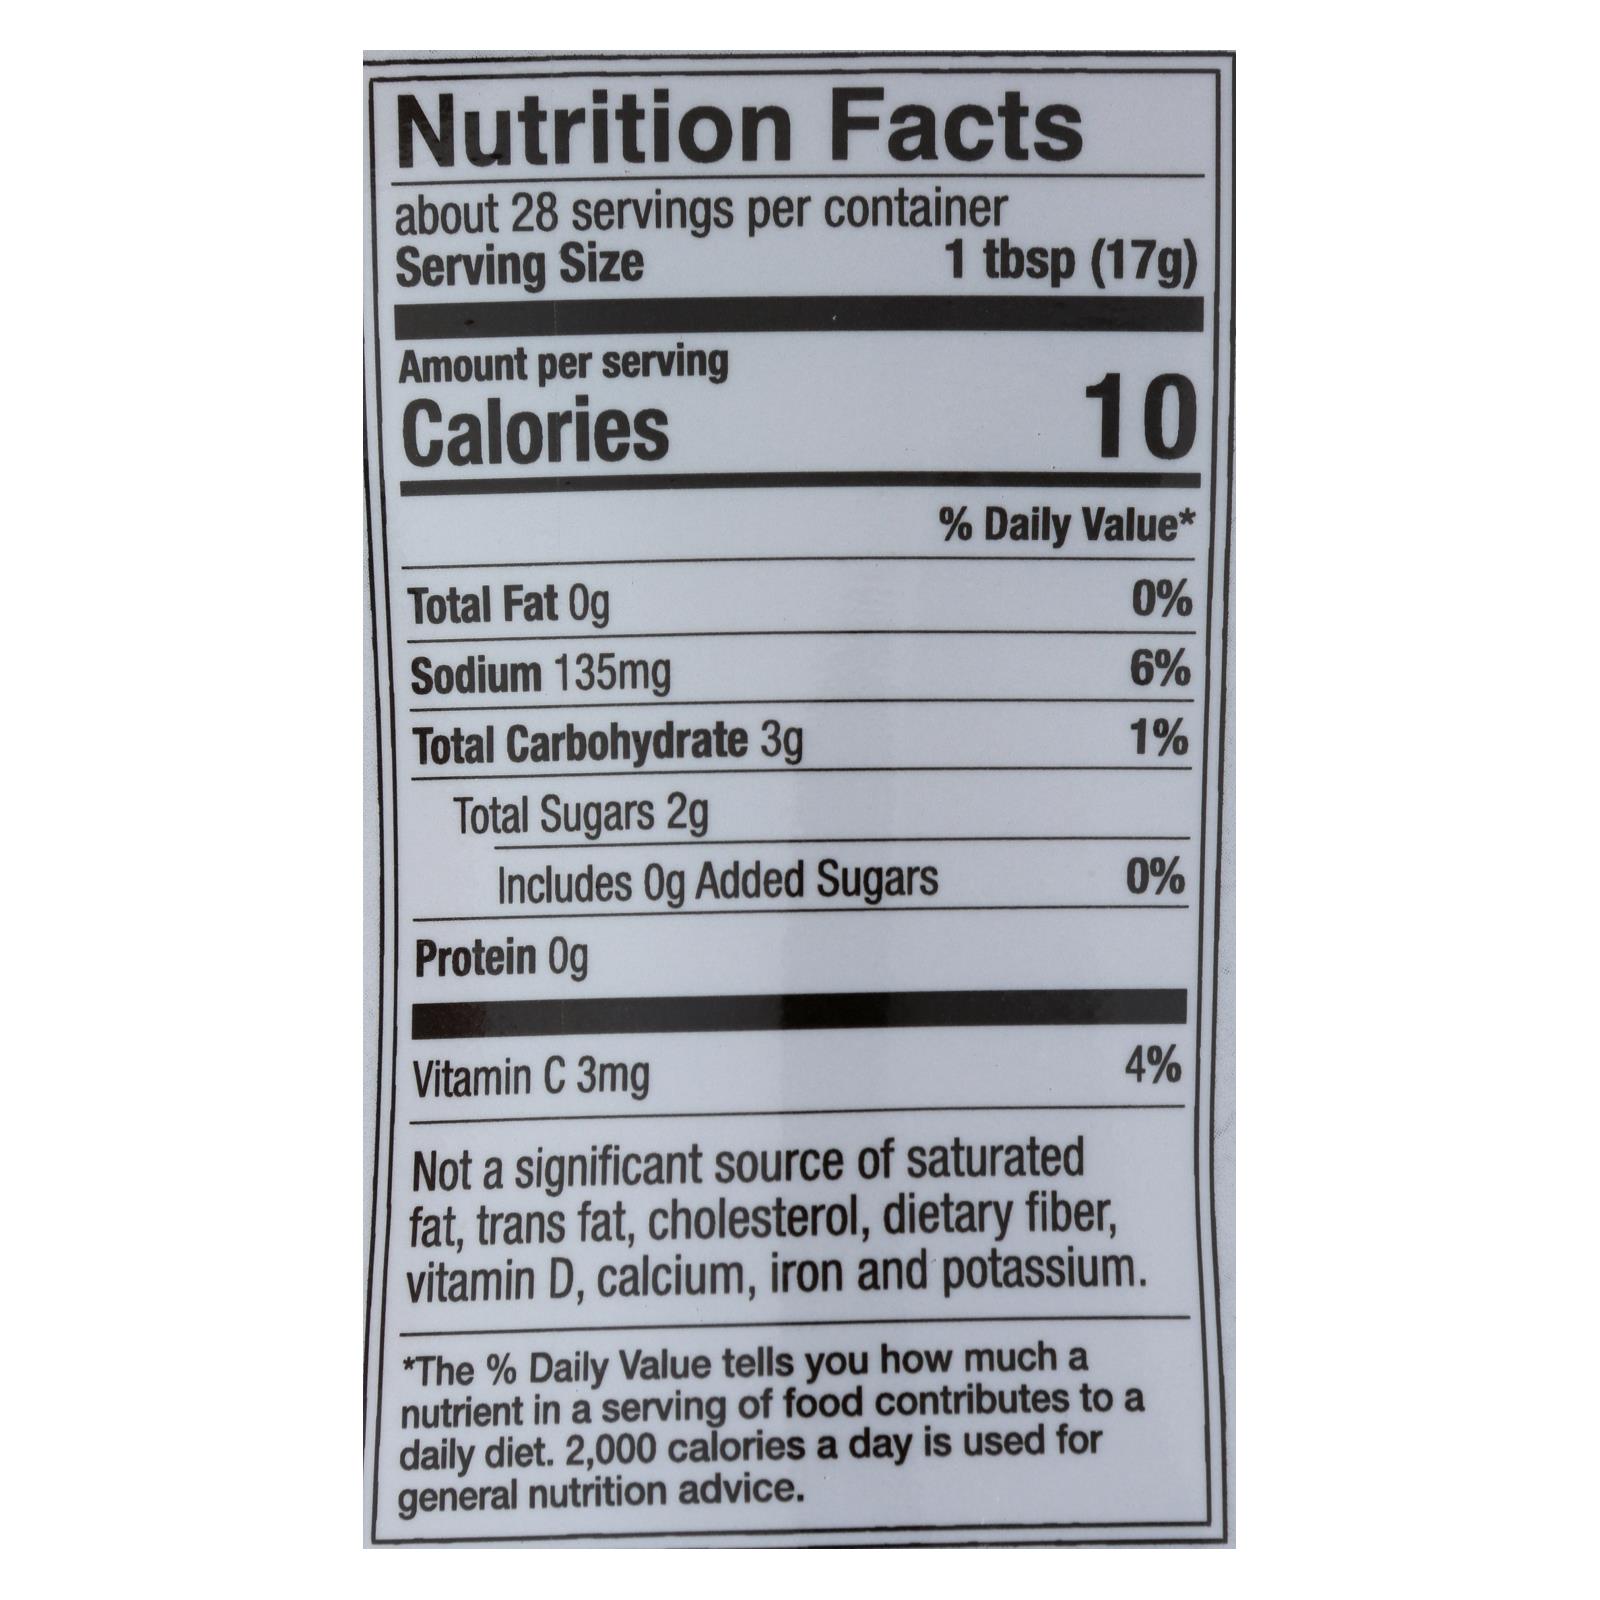 Nutrition Facts
about 28 servings per container
Serving Size 1 tbsp (17g)
Amount per serving
Calories 10
% Daily Value*
Total Fat 0g 0%
Sodium 135mg 6%
Total Carbohydrate 3g 1%
Total Sugars 2g
Includes 0g Added Sugars 0%
Protein 0g
Vitamin C 3mg 4%
Not a significant source of saturated
fat, trans fat, cholesterol, dietary fiber,
vitamin D, calcium, iron and potassium.
*The % Daily Value tells you how much a
nutrient in a serving of food contributes to a
daily diet. 2,000 calories a day is used for
general nutrition advice.